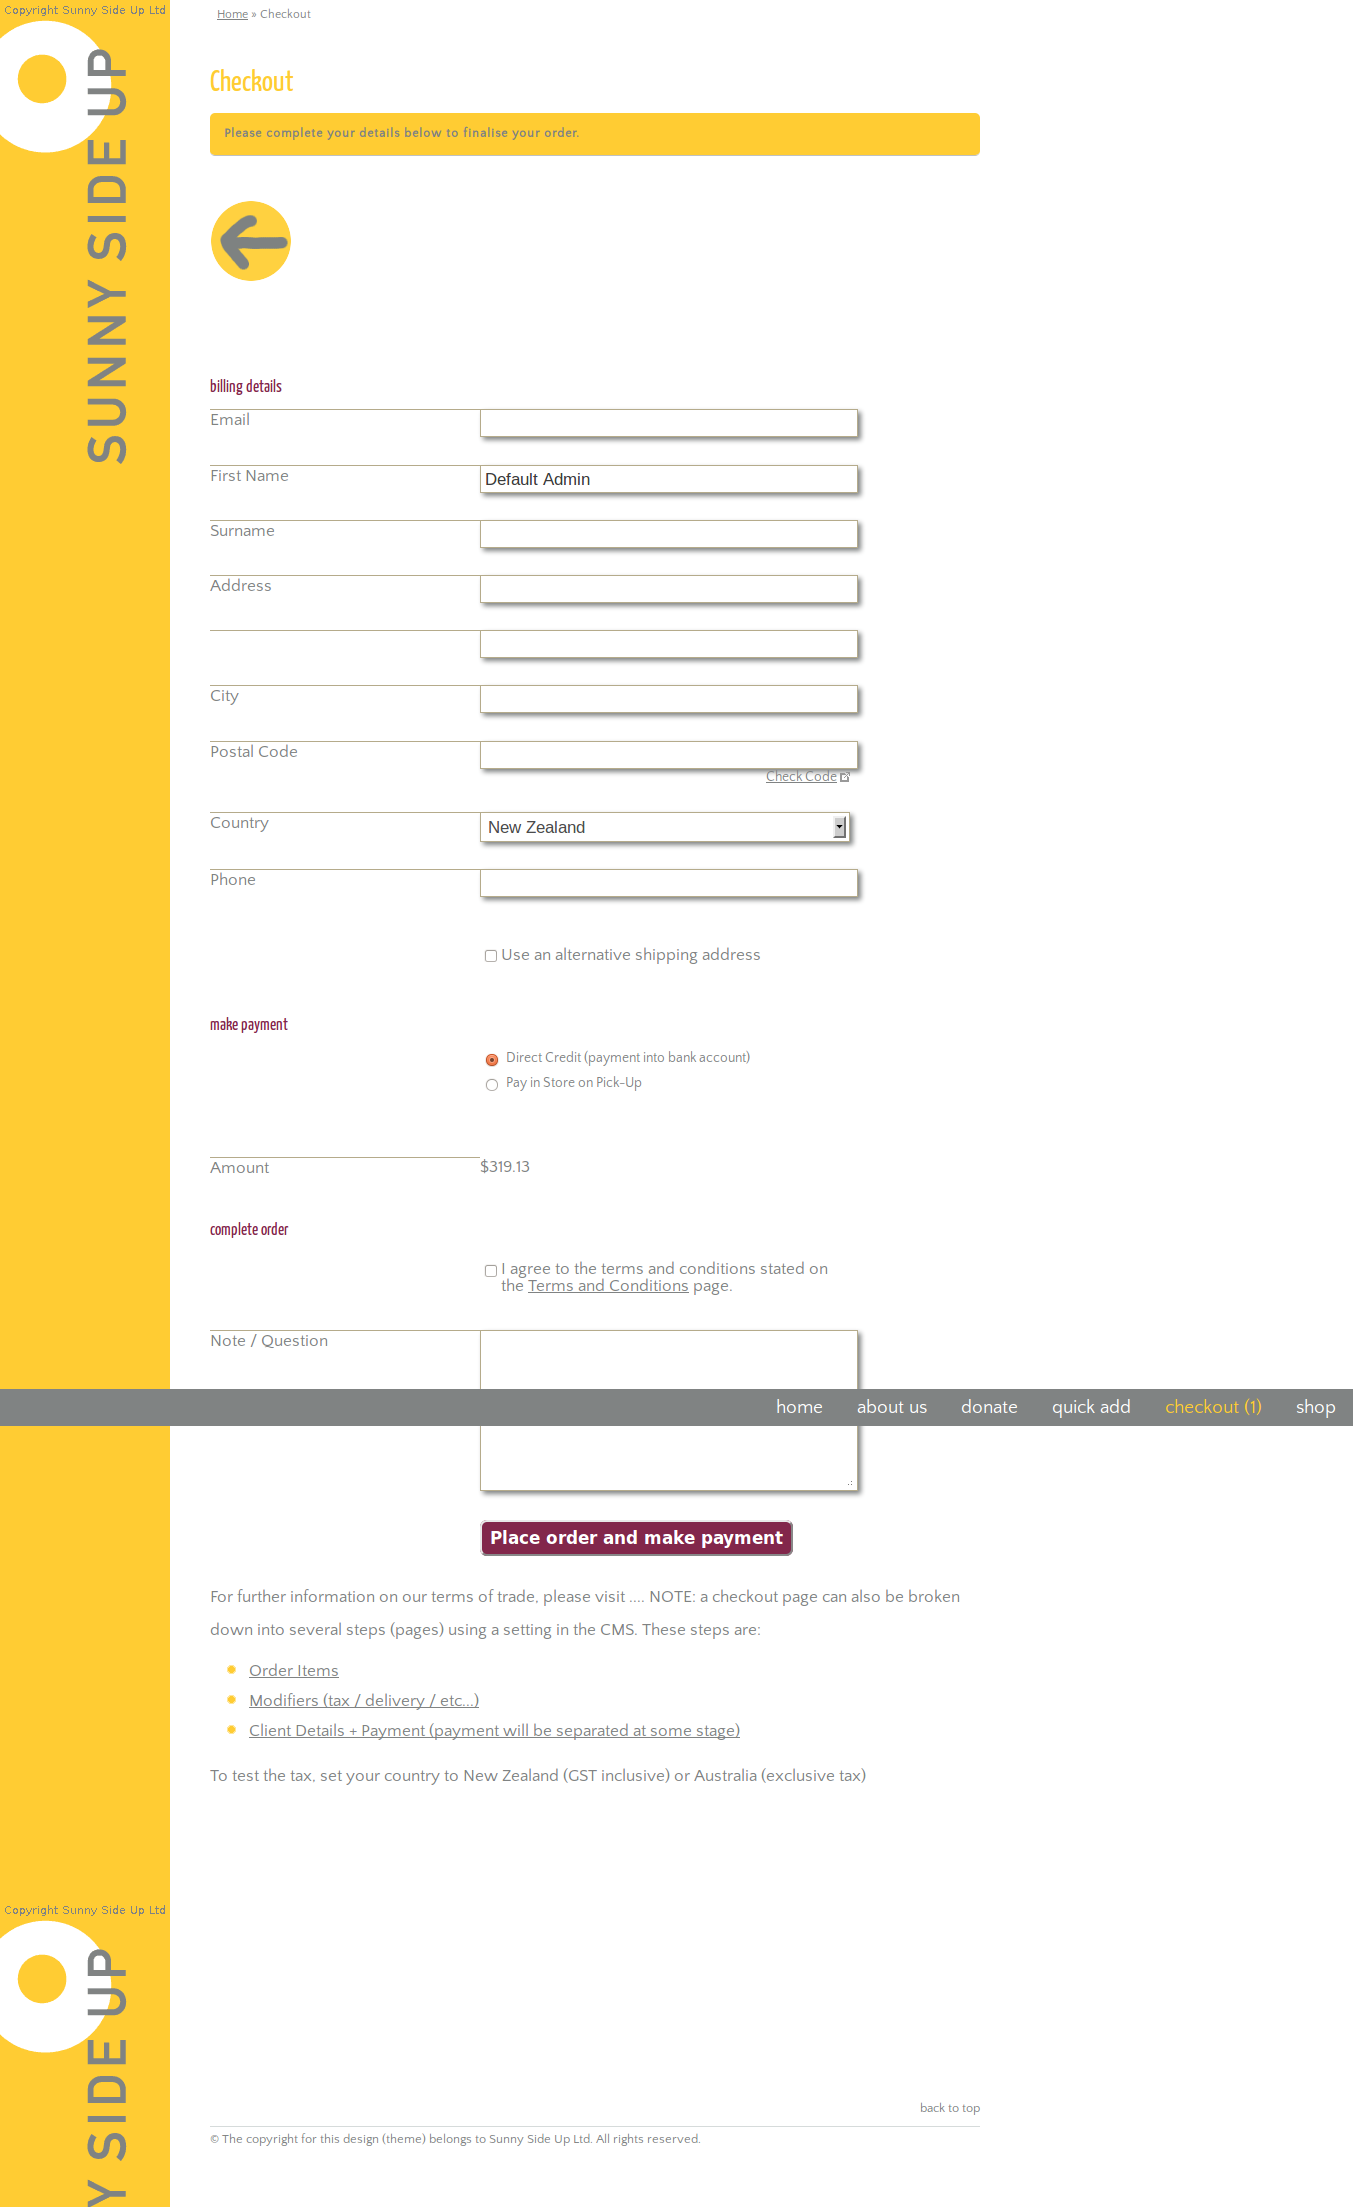 Copyright Sunny Side Up Ltd
SUNNY SIDE UP
Home » Checkout
Checkout
Please complete your details below to finalise your order.
billing details
Email
First Name
Default Admin
Surname
Address
City
Postal Code
Check Code
Country
New Zealand
Phone
Use an alternative shipping address
make payment
Direct Credit (payment into bank account)
Pay in Store on Pick-Up
Amount
$319.13
complete order
I agree to the terms and conditions stated on
the Terms and Conditions page.
Note / Question
home about us donate quick add checkout (1) shop
Place order and make payment
For further information on our terms of trade, please visit .... NOTE: a checkout page can also be broken
down into several steps (pages) using a setting in the CMS. These steps are:
Order Items
Modifiers (tax / delivery / etc...)
Client Details + Payment (payment will be separated at some stage)
To test the tax, set your country to New Zealand (GST inclusive) or Australia (exclusive tax)
Copyright Sunny Side Up Ltd
Y SIDE UP
back to top
© The copyright for this design (theme) belongs to Sunny Side Up Ltd. All rights reserved.